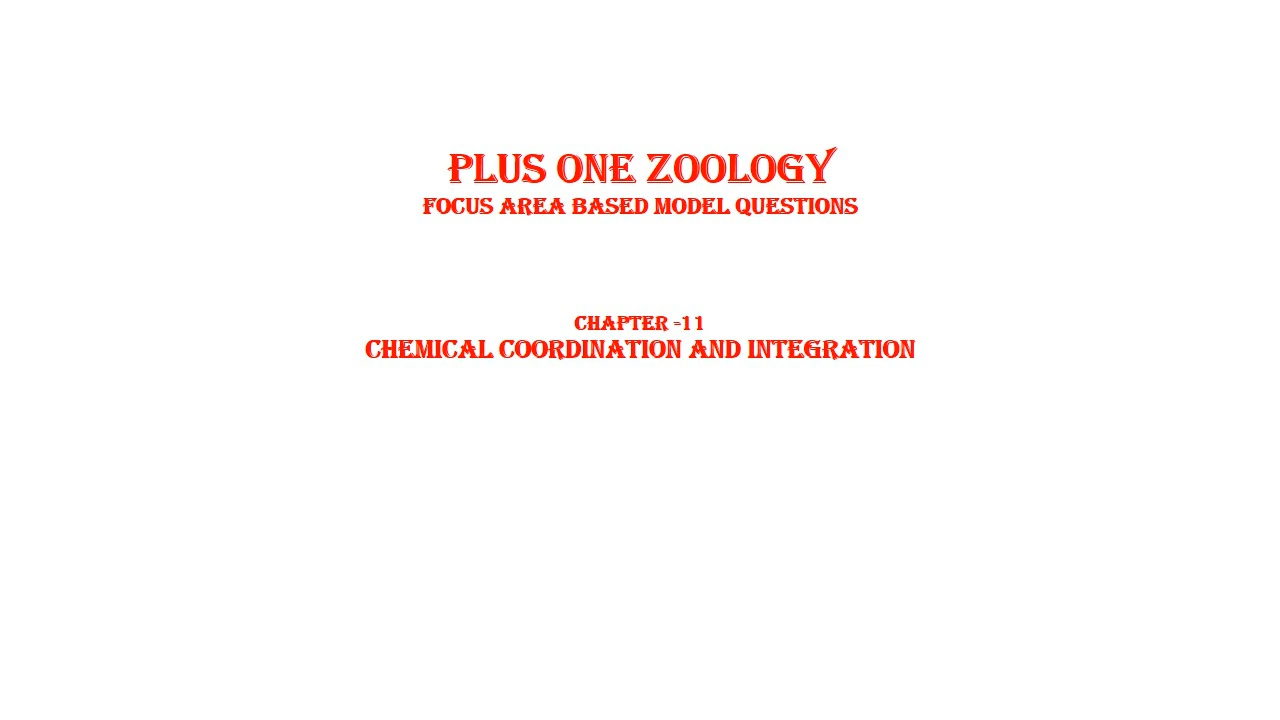 PLUS ONE ZOOLOGY
FOCUS AREA BASED MODEL QUESTIONS
CHAPTER -11
CHEMICAL COORDINATION AND INTEGRATION